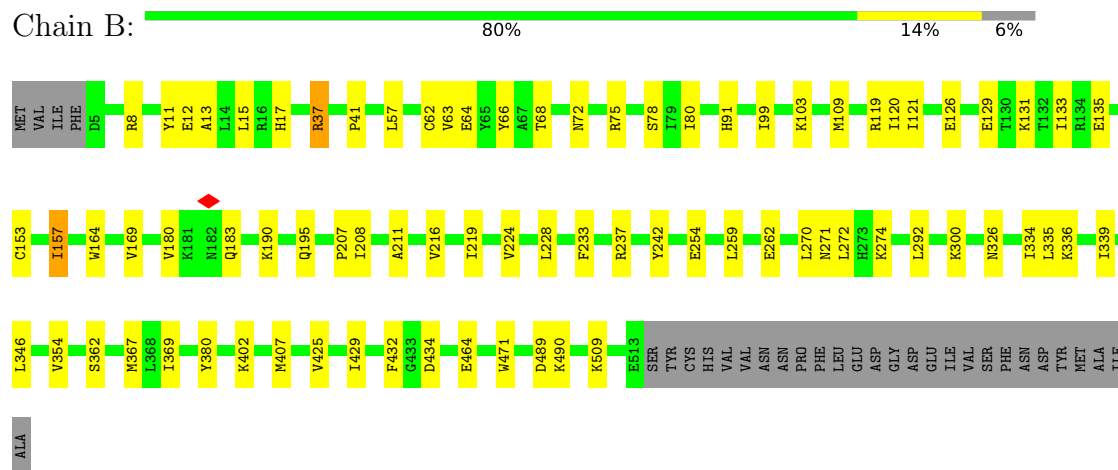 Chain B:
80% 14% 6%
MET VAL ILE PHE D5 R8 Y11 E12 A13 L14 L15 R16 H17 R37 P41 L57 C62 V63 E64 Y65 Y66 A67 T68 N72 R75 S78 I79 I80 H91 I99 K103 M109 R119 I120 I121 E126 E129 T130 K131 T132 I133 R134 E135
C153 I157 W164 V169 V180 K181 N182 Q183 K190 Q195 P207 I208 A211 V216 I219 V224 L228 F233 R237 Y242 E254 L259 E262 L270 N271 L272 H273 K274 L292 K300 N326 I334 L335 K336 I339
L346 V354 S362 M367 L368 I369 Y380 K402 M407 V425 I429 F432 G433 D434 E464 W471 D489 K490 K509 E513 SER TYR CYS HIS VAL VAL ASN ASN PRO PHE LEU GLU ASP GLY ASP ASP GLU ILE VAL SER PHE ASN ASP TYR MET ALA ILE
ALA